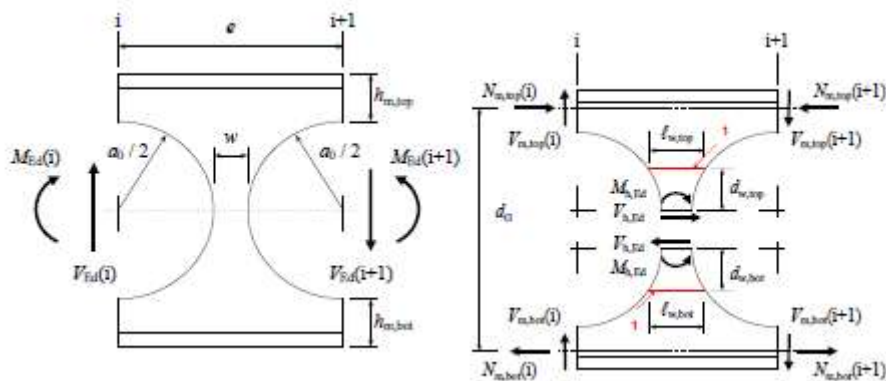 i
i+1
e
h_m,top
w
a_0 / 2
a_0 / 2
M_Ed(i)
M_Ed(i+1)
V_Ed(i)
V_Ed(i+1)
h_m,bot
i
i+1
N_m,top(i)
N_m,top(i+1)
V_m,top(i)
V_m,top(i+1)
ℓ_w,top
1
d_w,top
M_h,Ed
V_h,Ed
d_G
V_h,Ed
M_h,Ed
d_w,bot
V_m,bot(i)
1
ℓ_w,bot
V_m,bot(i+1)
N_m,bot(i)
N_m,bot(i+1)